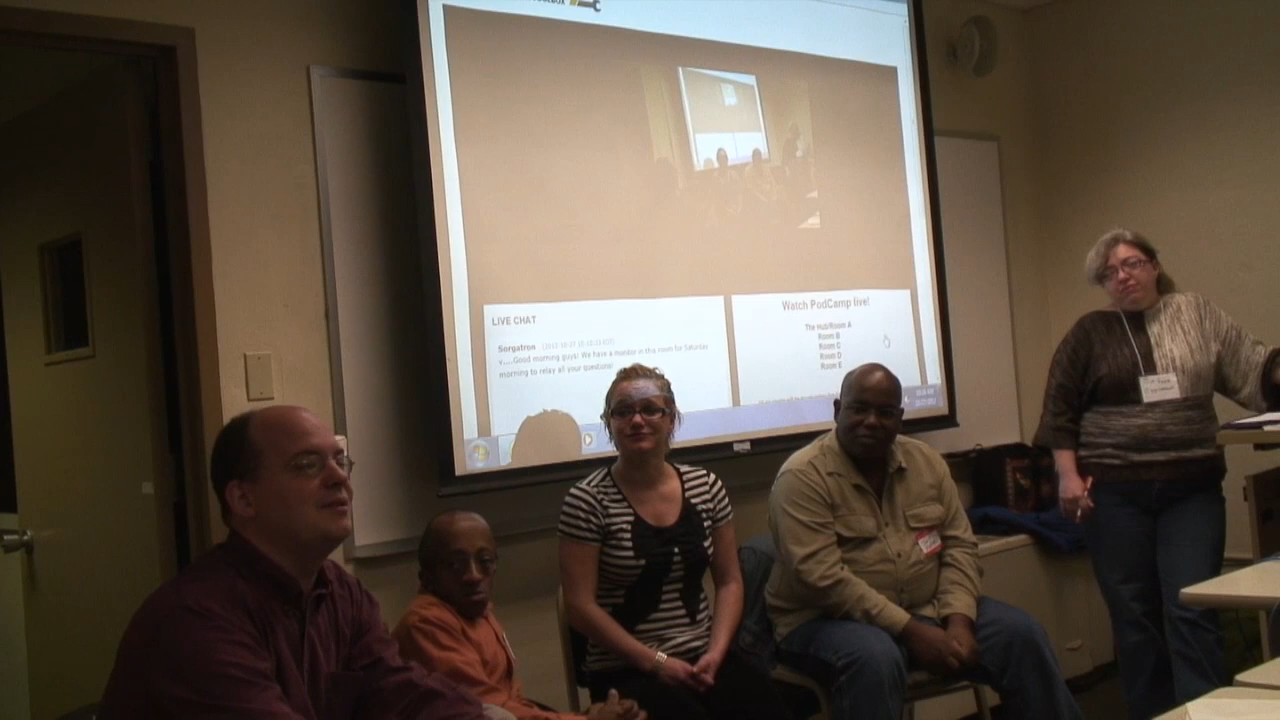 LIVE CHAT
Sorgatron
Good morning guys! We have a monitor in this room for Saturday
morning to relay all your questions!
Watch PodCamp live!
The Hub/Room A
Room B
Room C
Room D
Room E